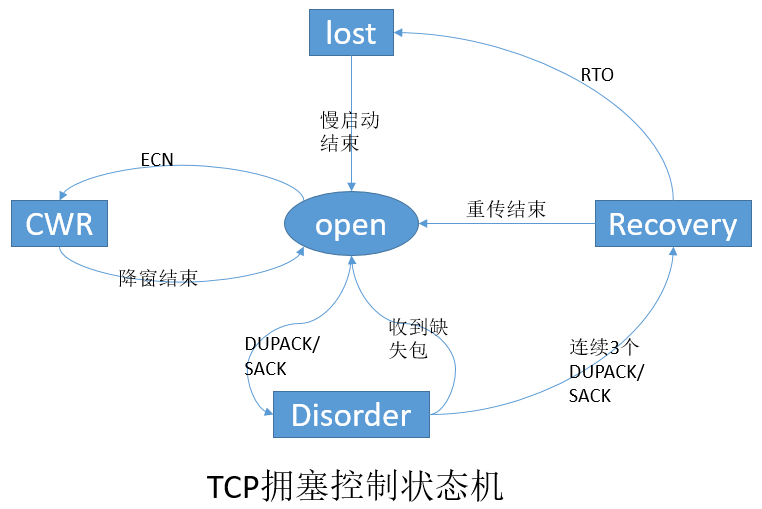 lost
RTO
慢启动
结束
ECN
CWR
open
重传结束
Recovery
降窗结束
DUPACK/
SACK
收到缺
失包
连续3个
DUPACK/
SACK
Disorder
TCP拥塞控制状态机